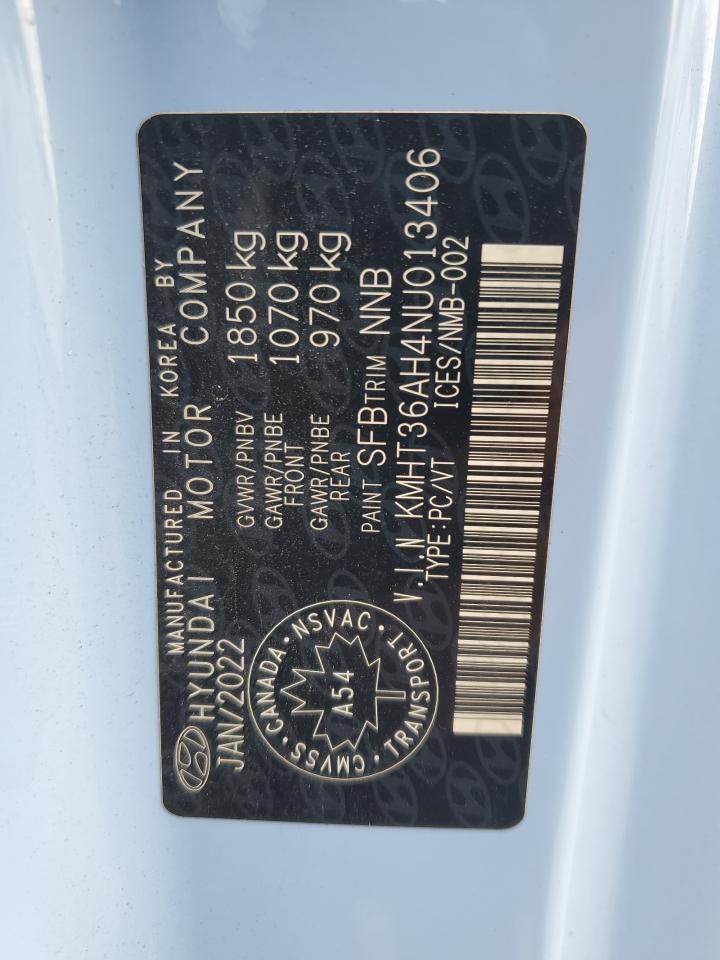 MANUFACTURED IN KOREA BY
HYUNDAI MOTOR COMPANY
JAN/2022
GVWR/PNBV 1850 kg
GAWR/PNBE FRONT 1070 kg
GAWR/PNBE REAR 970 kg
PAINT SFB TRIM NNB
V.I.N KMHT36AH4NU013406
TYPE:PC/VT ICES/NMB-002
CANADA · NSVAC · TRANSPORT · CMVSS ·
A54